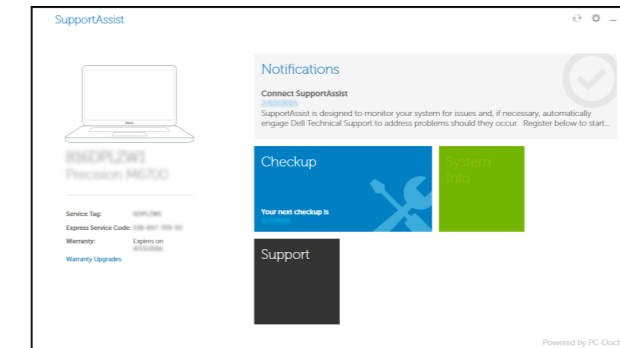 SupportAssist
Notifications
Connect SupportAssist
SupportAssist is designed to monitor your system for issues and, if necessary, automatically
engage Dell Technical Support to address problems should they occur. Register below to start...
Precision M6700
Checkup
System
Info
Your next checkup is
Service Tag:
Express Service Code:
Warranty: Expires on
Warranty Upgrades
Support
Powered by PC-Doct